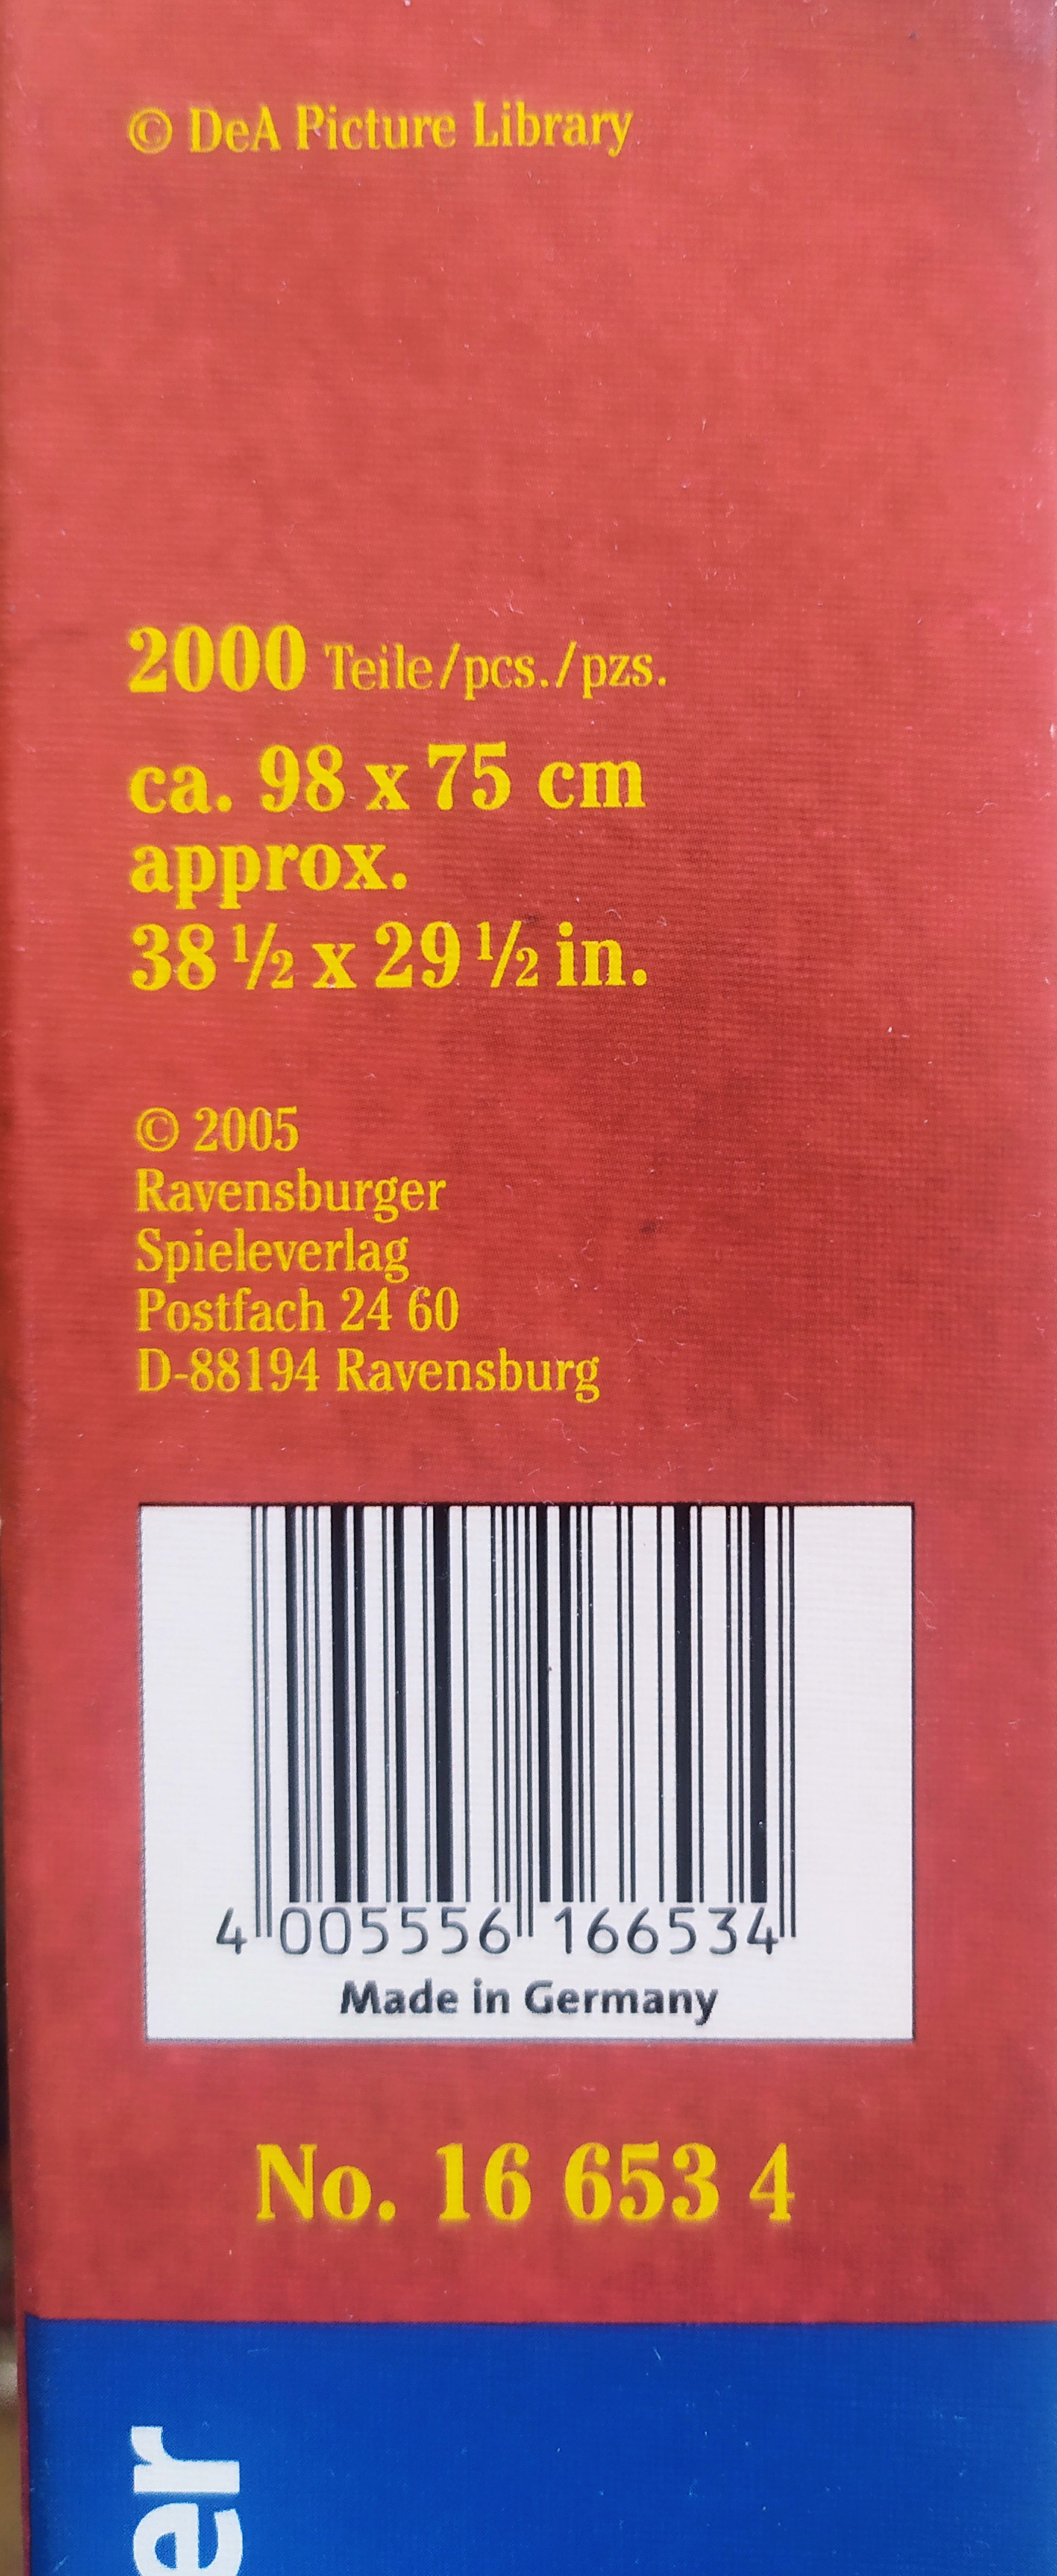 © DeA Picture Library
2000 Teile/pcs./pzs.
ca. 98 x 75 cm
approx.
38 ½ x 29 ½ in.
© 2005
Ravensburger
Spieleverlag
Postfach 24 60
D-88194 Ravensburg
4 005556 166534
Made in Germany
No. 16 653 4
er